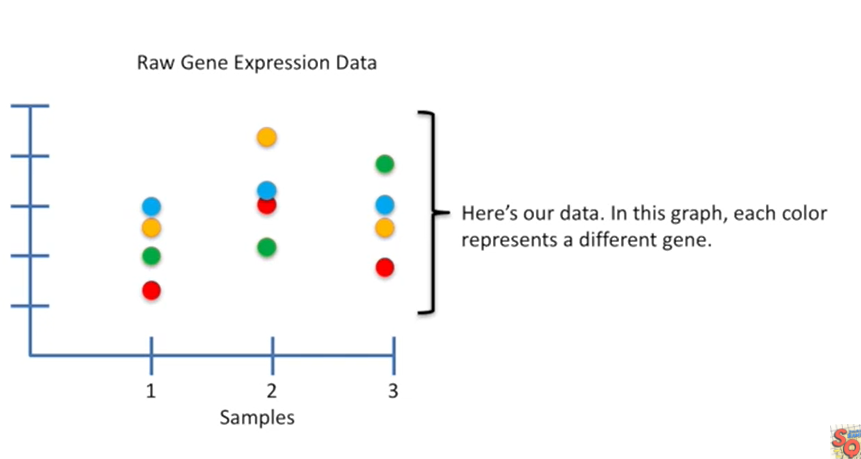 Raw Gene Expression Data
Here's our data. In this graph, each color
represents a different gene.
1 2 3
Samples